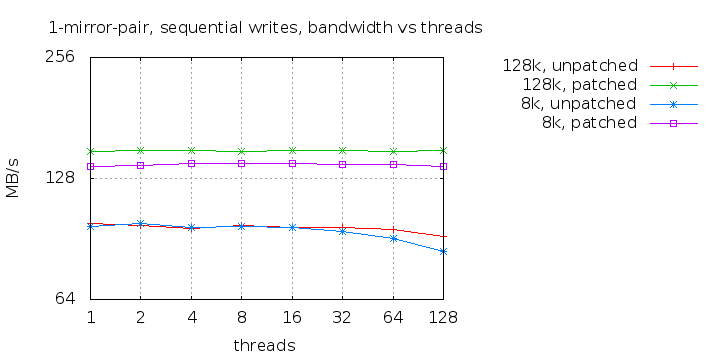 1-mirror-pair, sequential writes, bandwidth vs threads
256
128
64
MB/s
1 2 4 8 16 32 64 128
threads
128k, unpatched
128k, patched
8k, unpatched
8k, patched